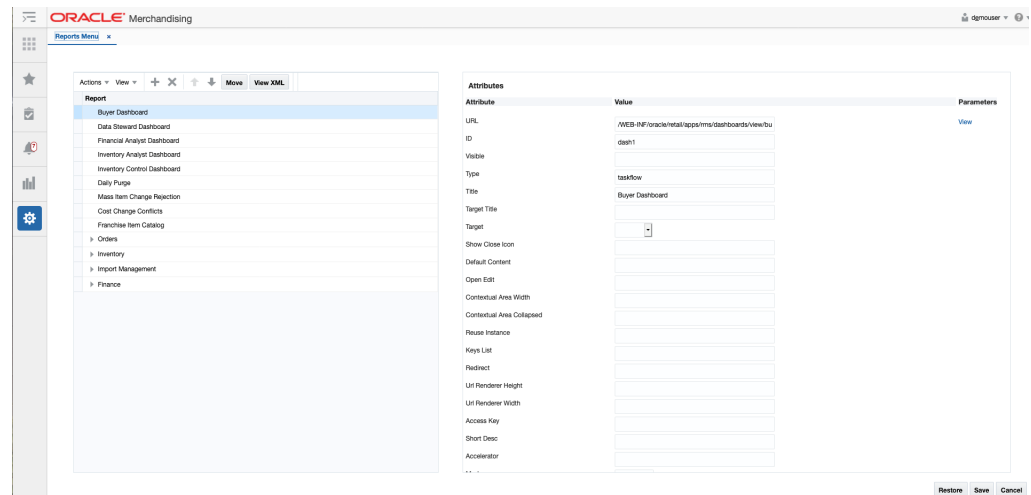 ORACLE® Merchandising
demouser
Reports Menu ×
Actions View Move View XML
Report
Buyer Dashboard
Data Steward Dashboard
Financial Analyst Dashboard
Inventory Analyst Dashboard
Inventory Control Dashboard
Daily Purge
Mass Item Change Rejection
Cost Change Conflicts
Franchise Item Catalog
Orders
Inventory
Import Management
Finance
Attributes
Attribute Value Parameters
URL /WEB-INF/oracle/retail/apps/rms/dashboards/view/bu View
ID dash1
Visible
Type taskflow
Title Buyer Dashboard
Target Title
Target
Show Close Icon
Default Content
Open Edit
Contextual Area Width
Contextual Area Collapsed
Reuse Instance
Keys List
Redirect
Url Renderer Height
Url Renderer Width
Access Key
Short Desc
Accelerator
Restore Save Cancel